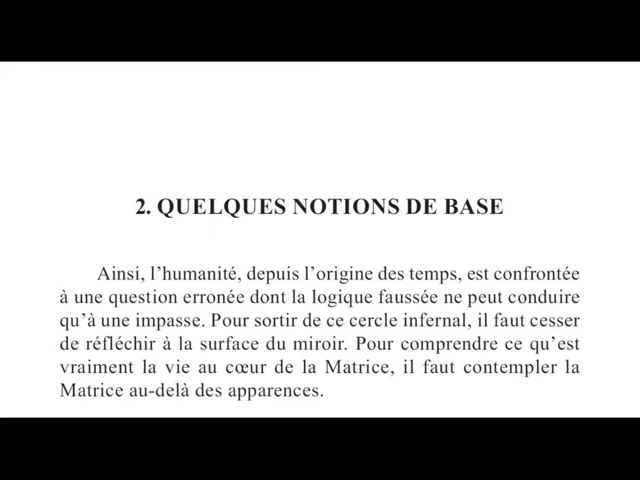 2. QUELQUES NOTIONS DE BASE
Ainsi, l’humanité, depuis l’origine des temps, est confrontée
à une question erronée dont la logique faussée ne peut conduire
qu’à une impasse. Pour sortir de ce cercle infernal, il faut cesser
de réfléchir à la surface du miroir. Pour comprendre ce qu’est
vraiment la vie au cœur de la Matrice, il faut contempler la
Matrice au-delà des apparences.